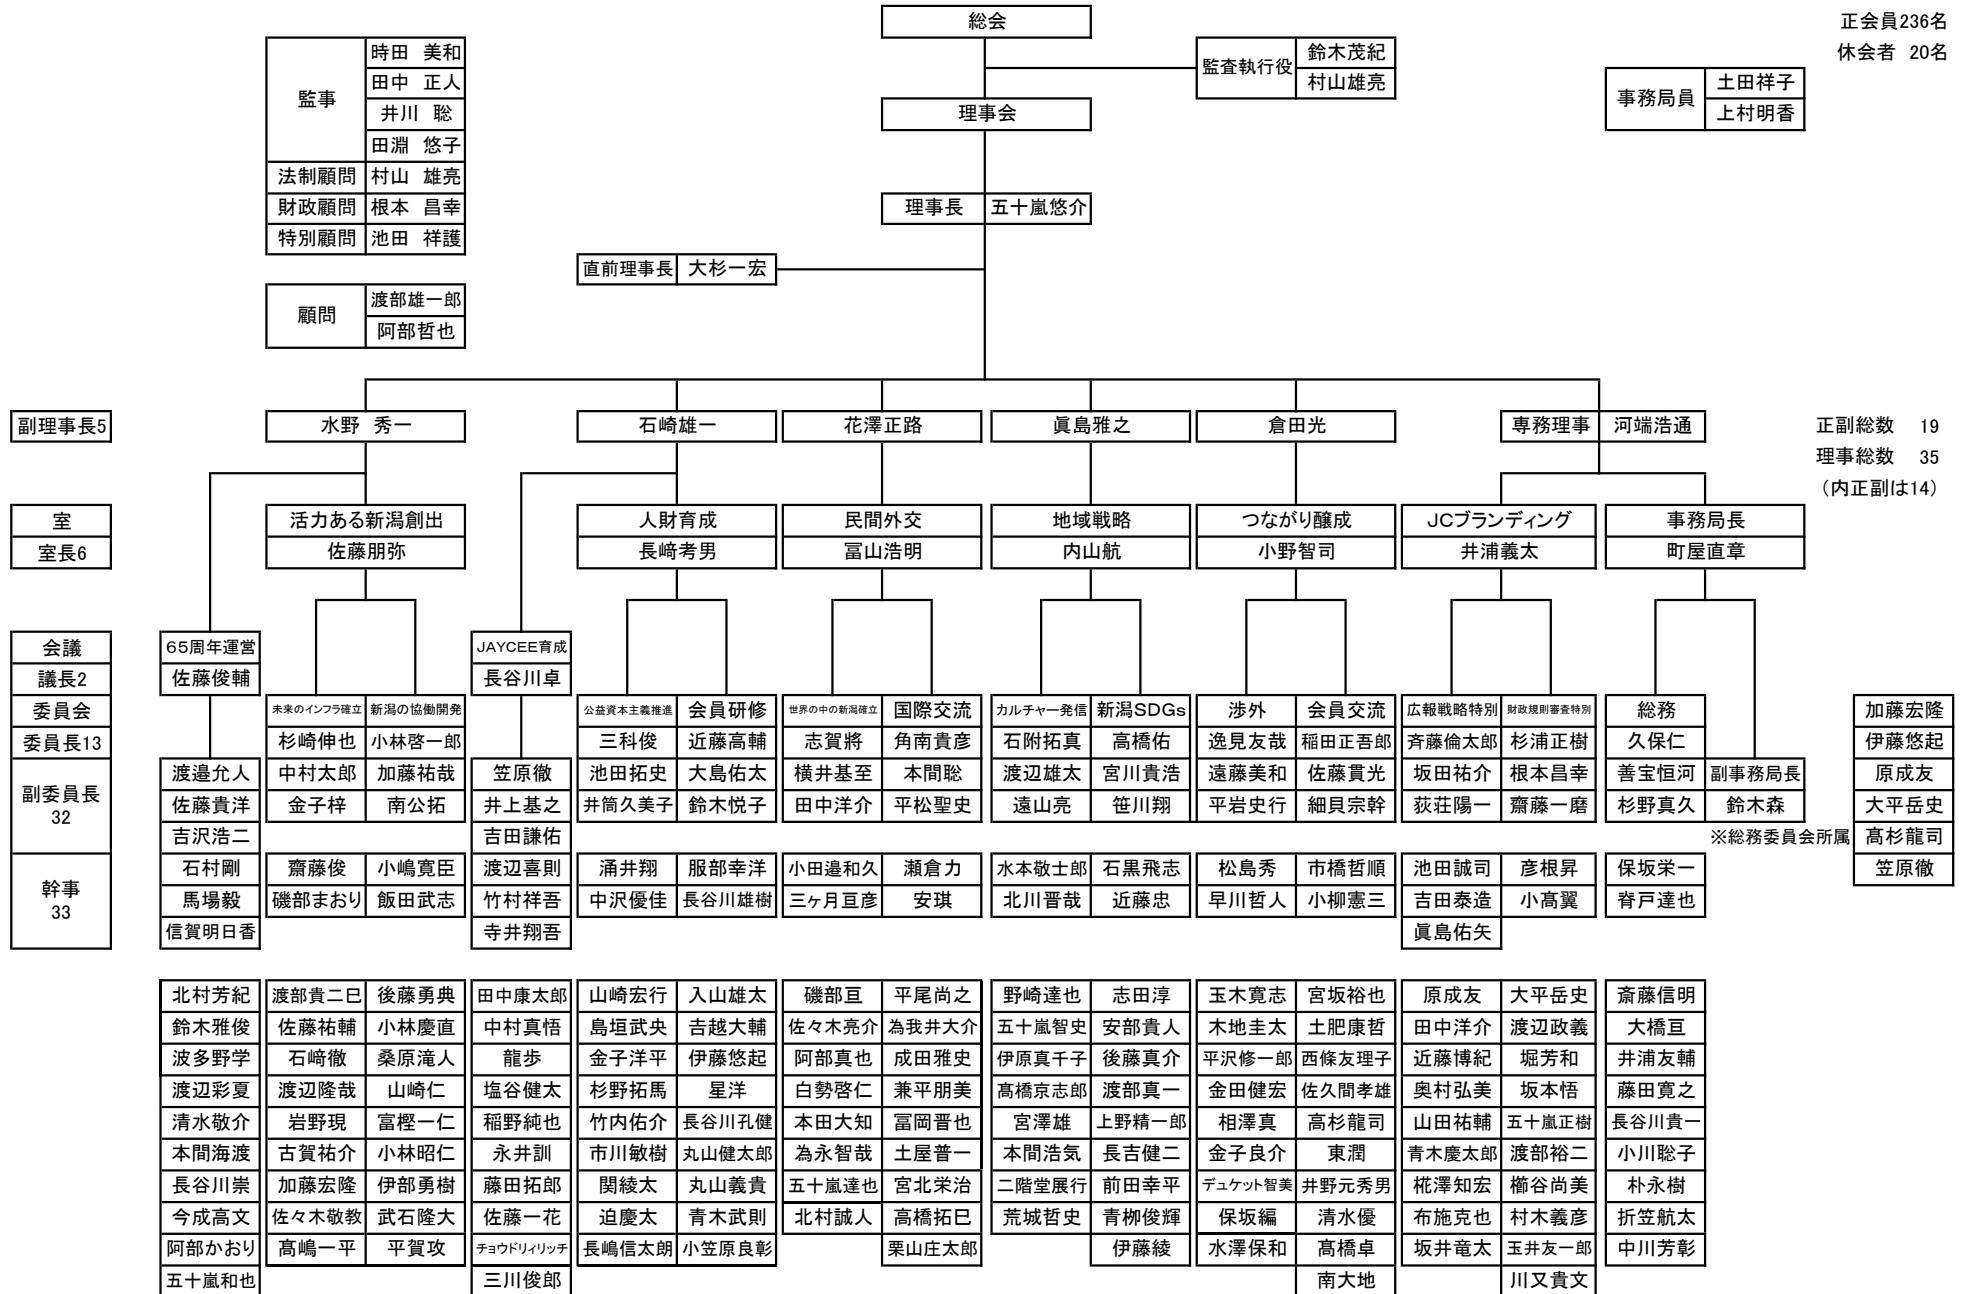 総会
正会員236名
休会者 20名
監事
時田 美和
田中 正人
井川 聡
田淵 悠子
法制顧問 村山 雄亮
財政顧問 根本 昌幸
特別顧問 池田 祥護
監査執行役
鈴木茂紀
村山雄亮
事務局員
土田祥子
上村明香
理事会
理事長 五十嵐悠介
直前理事長 大杉一宏
顧問
渡部雄一郎
阿部哲也
副理事長5 水野 秀一 石崎雄一 花澤正路 眞島雅之 倉田光 専務理事 河端浩通
正副総数 19
理事総数 35
(内正副は14)
室 活力ある新潟創出 人財育成 民間外交 地域戦略 つながり醸成 JCブランディング 事務局長
室長6 佐藤朋弥 長﨑考男 冨山浩明 内山航 小野智司 井浦義太 町屋直章
会議 65周年運営 JAYCEE育成
議長2 佐藤俊輔 長谷川卓
委員会 未来のインフラ確立 新潟の協働開発 公益資本主義推進 会員研修 世界の中の新潟確立 国際交流 カルチャー発信 新潟SDGs 渉外 会員交流 広報戦略特別 財政規則審査特別 総務 加藤宏隆
委員長13 杉崎伸也 小林啓一郎 三科俊 近藤高輔 志賀將 角南貴彦 石附拓真 高橋佑 逸見友哉 稲田正吾郎 斉藤倫太郎 杉浦正樹 久保仁 伊藤悠起
副委員長
32
渡邉允人 中村太郎 加藤祐哉 笠原徹 池田拓史 大島佑太 横井基至 本間聡 渡辺雄太 宮川貴浩 遠藤美和 佐藤貫光 坂田祐介 根本昌幸 善宝恒河 副事務局長 原成友
佐藤貴洋 金子梓 南公拓 井上基之 井筒久美子 鈴木悦子 田中洋介 平松聖史 遠山亮 笹川翔 平岩史行 細貝宗幹 荻荘陽一 齋藤一磨 杉野真久 鈴木森 大平岳史
吉沢浩二 吉田謙佑 ※総務委員会所属 髙杉龍司
幹事
33
石村剛 齋藤俊 小嶋寛臣 渡辺喜則 涌井翔 服部幸洋 小田邉和久 瀬倉力 水本敬士郎 石黒飛志 松島秀 市橋哲順 池田誠司 彦根昇 保坂栄一 笠原徹
馬場毅 磯部まおり 飯田武志 竹村祥吾 中沢優佳 長谷川雄樹 三ヶ月亘彦 安琪 北川晋哉 近藤忠 早川哲人 小柳憲三 吉田泰造 小髙翼 脊戸達也
信賀明日香 寺井翔吾 眞島佑矢
北村芳紀 渡部貴二巳 後藤勇典 田中康太郎 山崎宏行 入山雄太 磯部亘 平尾尚之 野崎達也 志田淳 玉木寛志 宮坂裕也 原成友 大平岳史 斎藤信明
鈴木雅俊 佐藤祐輔 小林慶直 中村真悟 島垣武央 吉越大輔 佐々木亮介 為我井大介 五十嵐智史 安部貴人 木地圭太 土肥康哲 田中洋介 渡辺政義 大橋亘
波多野学 石﨑徹 桑原滝人 龍歩 金子洋平 伊藤悠起 阿部真也 成田雅史 伊原真千子 後藤真介 平沢修一郎 西條友理子 近藤博紀 堀芳和 井浦友輔
渡辺彩夏 渡辺隆哉 山崎仁 塩谷健太 杉野拓馬 星洋 白勢啓仁 兼平朋美 髙橋京志郎 渡部真一 金田健宏 佐久間孝雄 奥村弘美 坂本悟 藤田寛之
清水敬介 岩野現 富樫一仁 稲野純也 竹内佑介 長谷川孔健 本田大知 冨岡晋也 宮澤雄 上野精一郎 相澤真 高杉龍司 山田祐輔 五十嵐正樹 長谷川貴一
本間海渡 古賀祐介 小林昭仁 永井訓 市川敏樹 丸山健太郎 為永智哉 土屋普一 本間浩気 長吉健二 金子良介 東潤 青木慶太郎 渡部裕二 小川聡子
長谷川崇 加藤宏隆 伊部勇樹 藤田拓郎 関綾太 丸山義貴 五十嵐達也 宮北栄治 二階堂展行 前田幸平 デュケット智美 井野元秀男 椛澤知宏 櫛谷尚美 朴永樹
今成高文 佐々木敬教 武石隆大 佐藤一花 迫慶太 青木武則 北村誠人 高橋拓巳 荒城哲史 青栁俊輝 保坂編 清水優 布施克也 村木義彦 折笠航太
阿部かおり 髙嶋一平 平賀攻 チョウドリィリッチ 長嶋信太朗 小笠原良彰 栗山庄太郎 伊藤綾 水澤保和 髙橋卓 坂井竜太 玉井友一郎 中川芳彰
五十嵐和也 三川俊郎 南大地 川又貴文